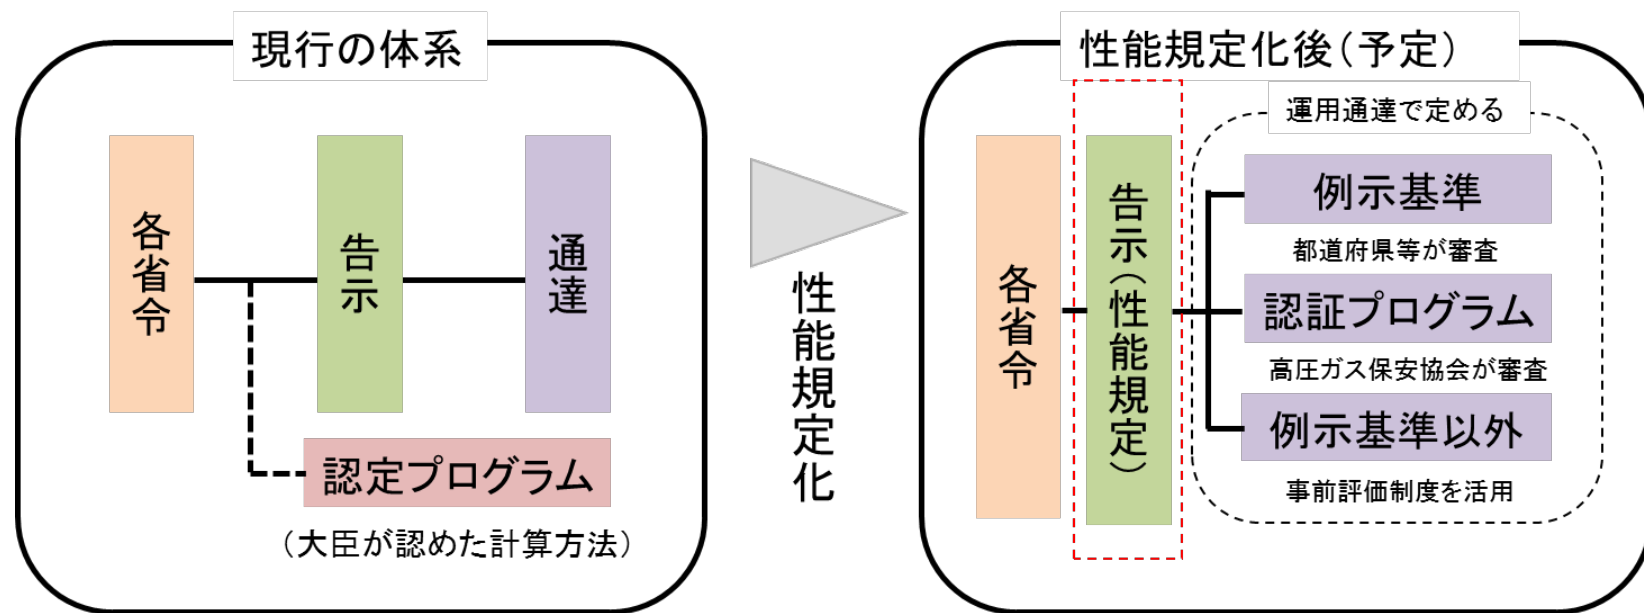 現行の体系
各省令
告示
通達
認定プログラム
（大臣が認めた計算方法）
性能規定化
性能規定化後（予定）
各省令
告示（性能規定）
運用通達で定める
例示基準
都道府県等が審査
認証プログラム
高圧ガス保安協会が審査
例示基準以外
事前評価制度を活用